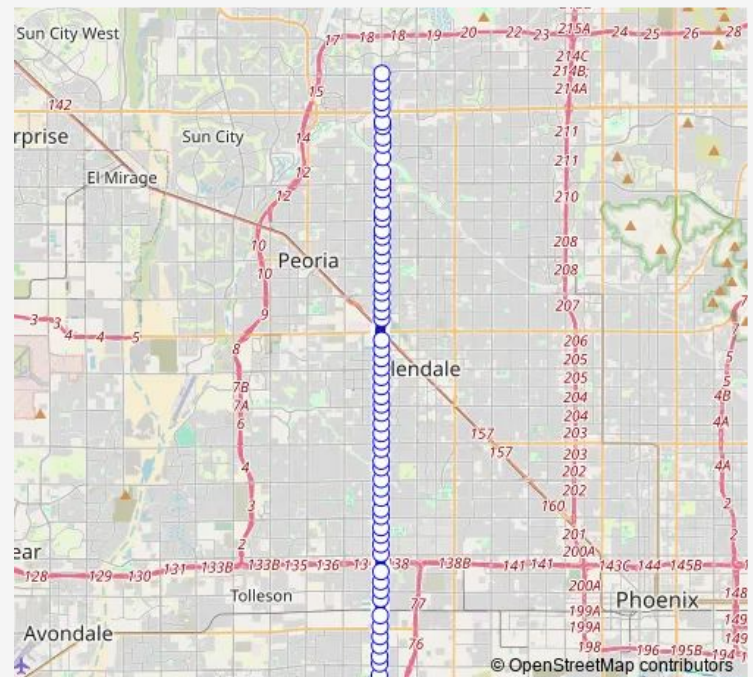 Sun City West
17 18 18 19 20 22 23 215A 24 25 26 28
214C
214B;
214A
15
142
rprise
Sun City
14
211
El Mirage
12
211
12
210
10
Peoria
208
10
208
207
3 3 4 4 5
9
7
8
206
lendale
205
5
7B
205
5
7A
204
4B
6
204
4A
157
203
157
203
4
202
4A
3
202
160
2
201
2
ear
200A
128 129 130 131 133B 133B 135 136 138 138B 141 141 143C 144 145B
Tolleson
200A
148
77
199A
Phoenix
149
199A
Avondale
76
198 196 195B 194
© OpenStreetMap contributors